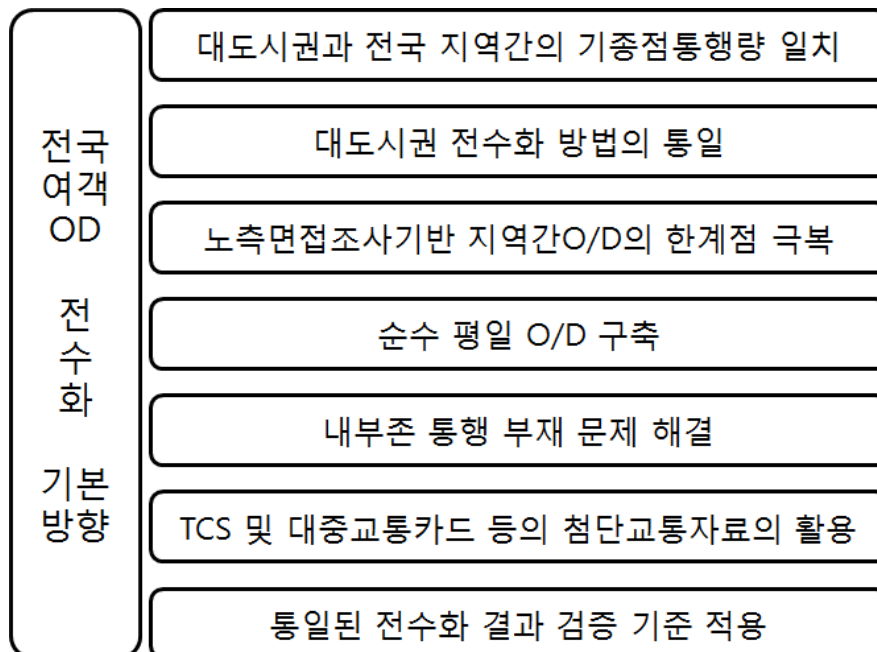 전국
여객
OD
전
수
화
기본
방향
대도시권과 전국 지역간의 기종점통행량 일치
대도시권 전수화 방법의 통일
노측면접조사기반 지역간O/D의 한계점 극복
순수 평일 O/D 구축
내부존 통행 부재 문제 해결
TCS 및 대중교통카드 등의 첨단교통자료의 활용
통일된 전수화 결과 검증 기준 적용